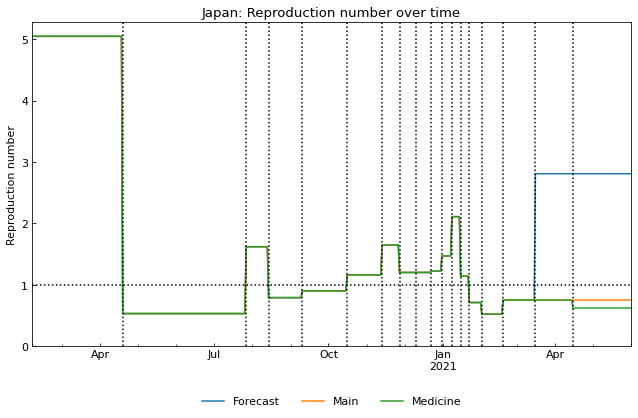 Japan: Reproduction number over time
Reproduction number
5
4
3
2
1
0
Apr
Jul
Oct
Jan
2021
Apr
Forecast
Main
Medicine